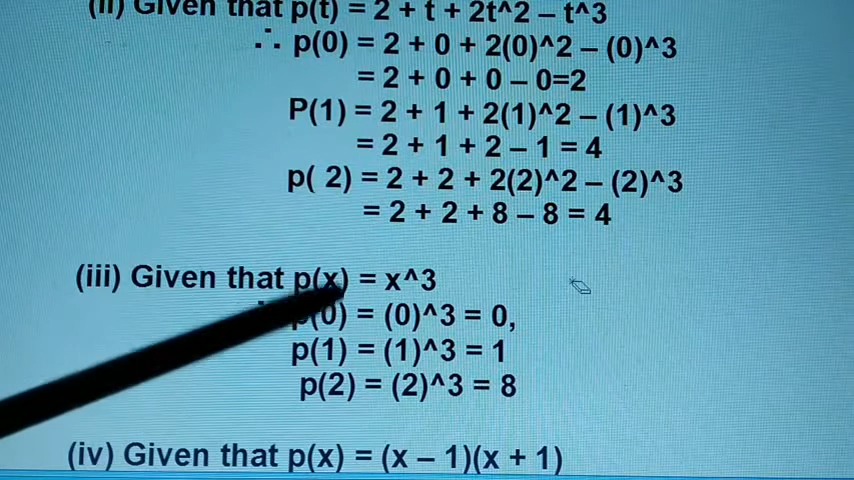 (ii) Given that p(t) = 2 + t + 2t^2 – t^3
∴ p(0) = 2 + 0 + 2(0)^2 – (0)^3
= 2 + 0 + 0 – 0=2
P(1) = 2 + 1 + 2(1)^2 – (1)^3
= 2 + 1 + 2 – 1 = 4
p( 2) = 2 + 2 + 2(2)^2 – (2)^3
= 2 + 2 + 8 – 8 = 4
(iii) Given that p(x) = x^3
p(0) = (0)^3 = 0,
p(1) = (1)^3 = 1
p(2) = (2)^3 = 8
(iv) Given that p(x) = (x – 1)(x + 1)